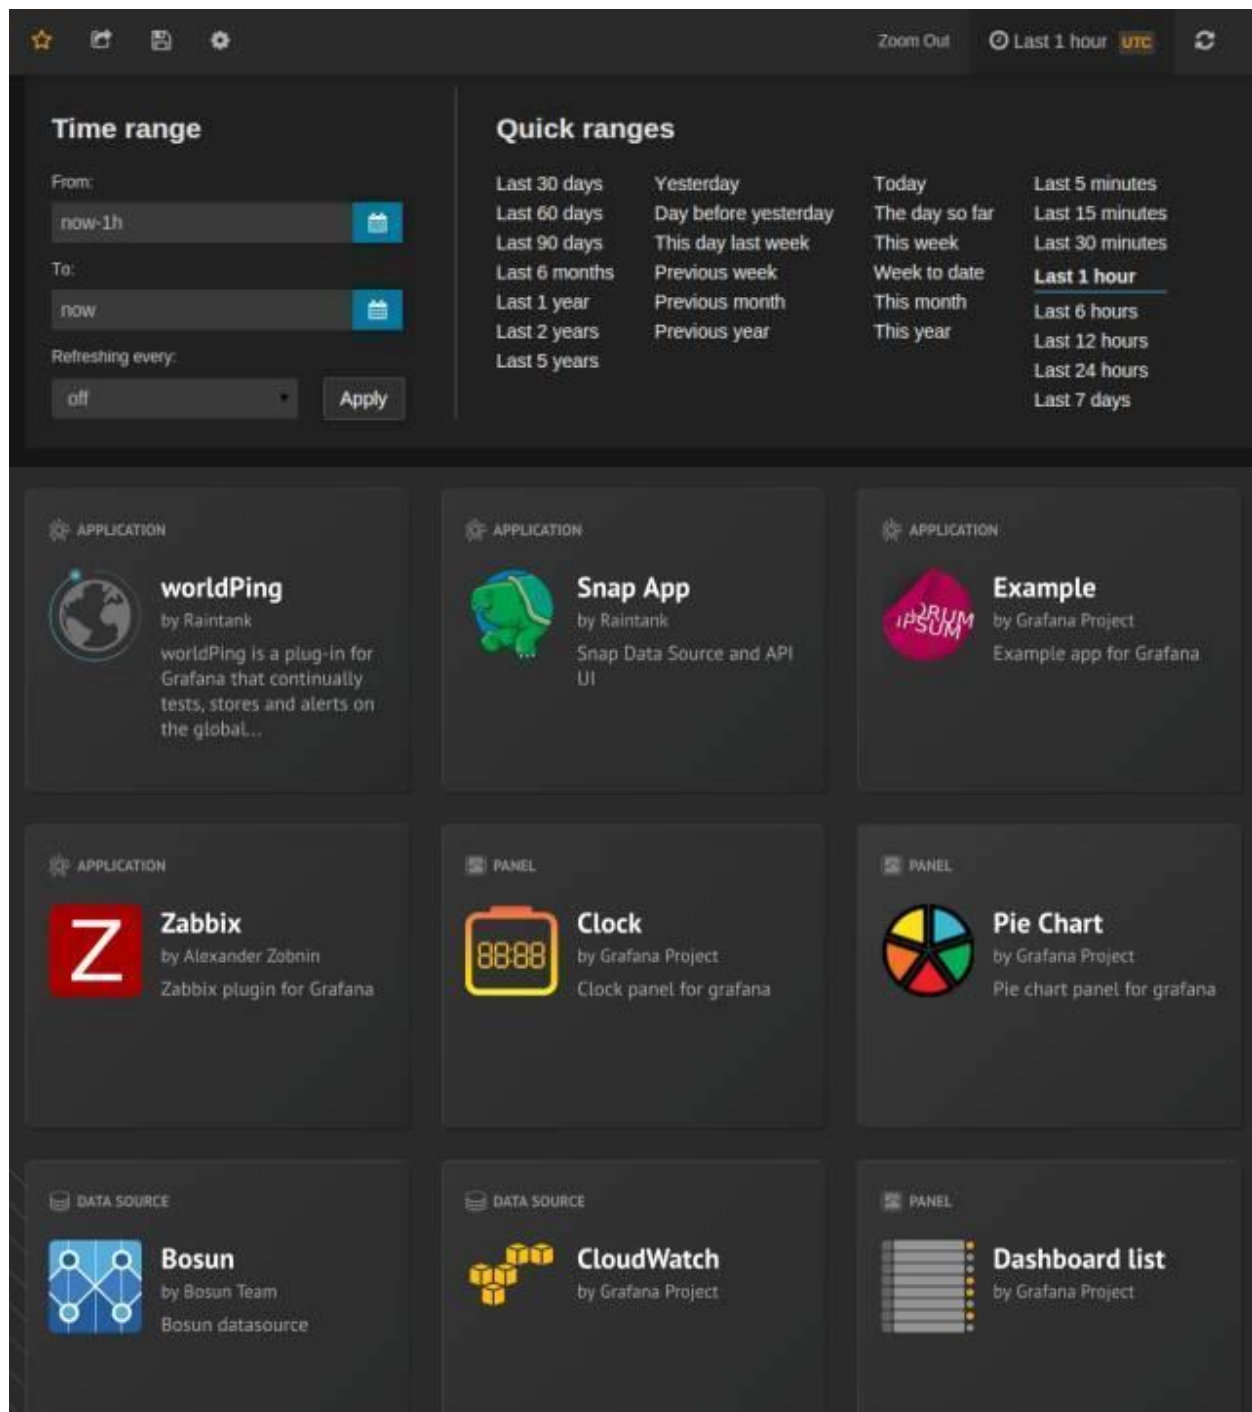 Zoom Out
Last 1 hour UTC
Time range
From:
now-1h
To:
now
Refreshing every:
off
Apply
Quick ranges
Last 30 days
Last 60 days
Last 90 days
Last 6 months
Last 1 year
Last 2 years
Last 5 years
Yesterday
Day before yesterday
This day last week
Previous week
Previous month
Previous year
Today
The day so far
This week
Week to date
This month
This year
Last 5 minutes
Last 15 minutes
Last 30 minutes
Last 1 hour
Last 6 hours
Last 12 hours
Last 24 hours
Last 7 days
APPLICATION
worldPing
by Raintank
worldPing is a plug-in for
Grafana that continually
tests, stores and alerts on
the global...
APPLICATION
Snap App
by Raintank
Snap Data Source and API
UI
APPLICATION
ORUM
IPSUM
Example
by Grafana Project
Example app for Grafana
APPLICATION
Z
Zabbix
by Alexander Zobnin
Zabbix plugin for Grafana
PANEL
88:88
Clock
by Grafana Project
Clock panel for grafana
PANEL
Pie Chart
by Grafana Project
Pie chart panel for grafana
DATA SOURCE
Bosun
by Bosun Team
Bosun datasource
DATA SOURCE
CloudWatch
by Grafana Project
PANEL
Dashboard list
by Grafana Project